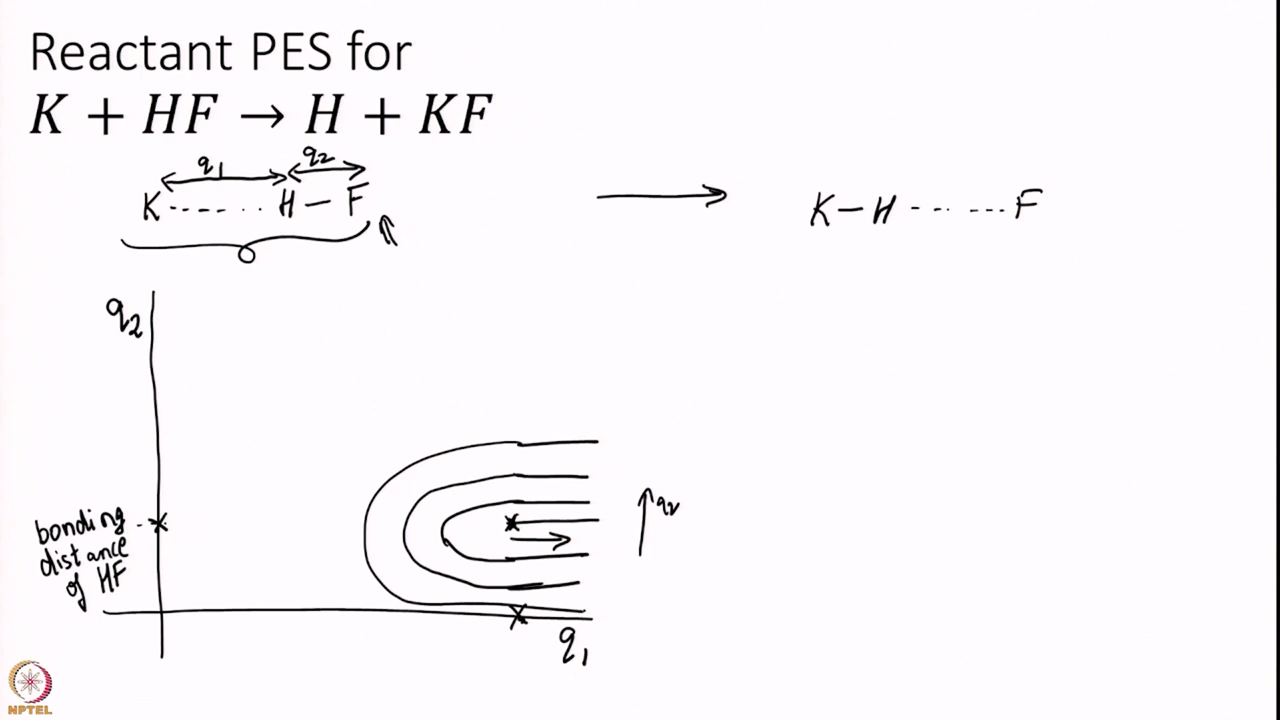 Reactant PES for
K + HF → H + KF
q1 q2
K ....... H – F
K – H ....... F
q2
q2
bonding
distance
of HF
q1
NPTEL